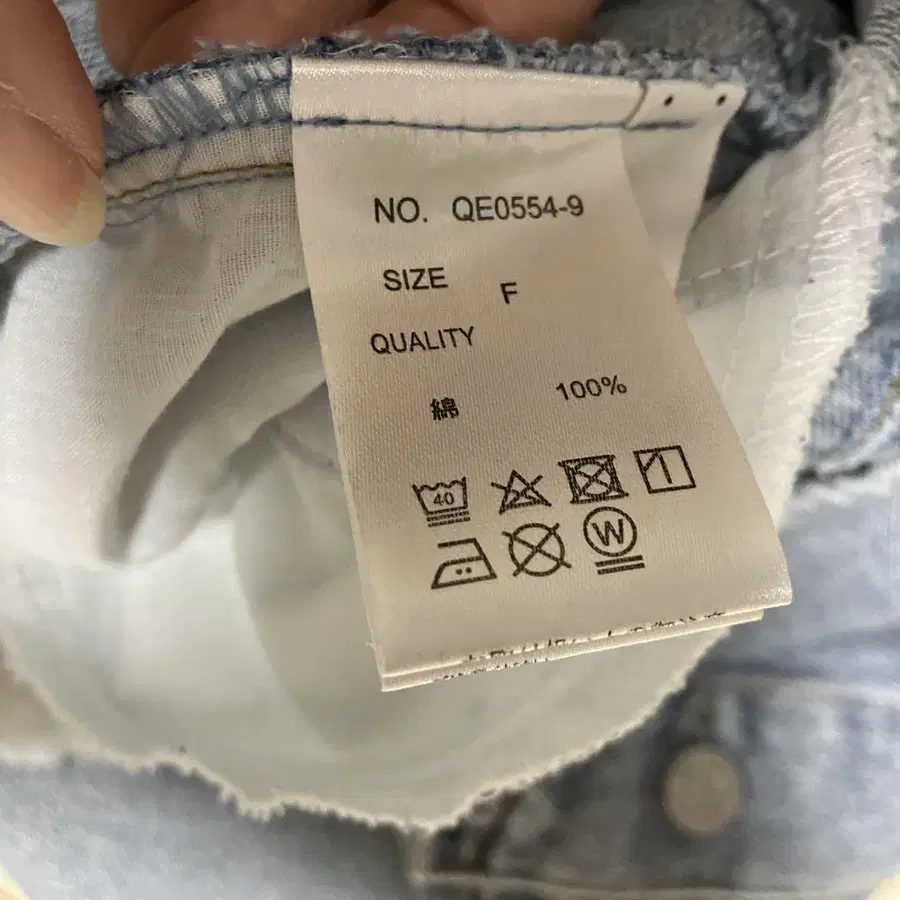 NO. QE0554-9
SIZE F
QUALITY
綿 100%
40
W